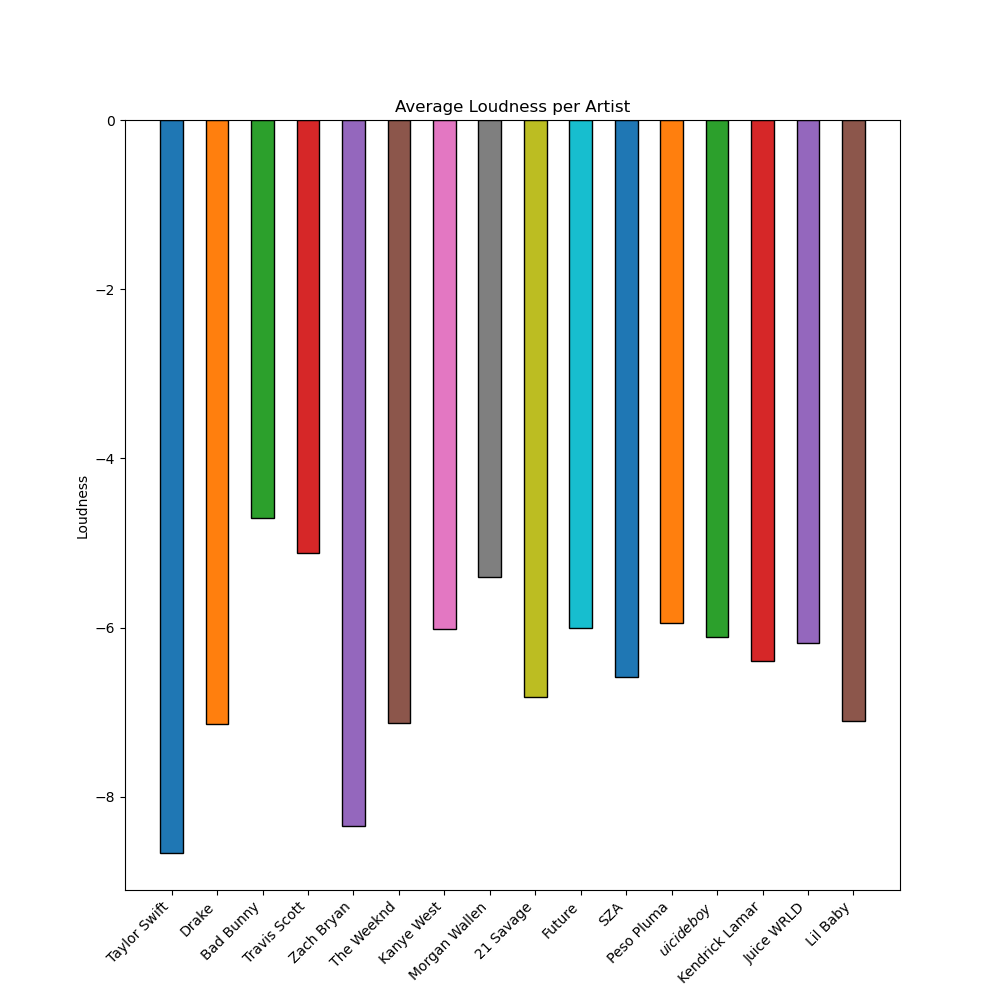 Average Loudness per Artist
0
−2
−4
−6
−8
Loudness
Taylor Swift
Drake
Bad Bunny
Travis Scott
Zach Bryan
The Weeknd
Kanye West
Morgan Wallen
21 Savage
Future
SZA
Peso Pluma
uicideboy
Kendrick Lamar
Juice WRLD
Lil Baby